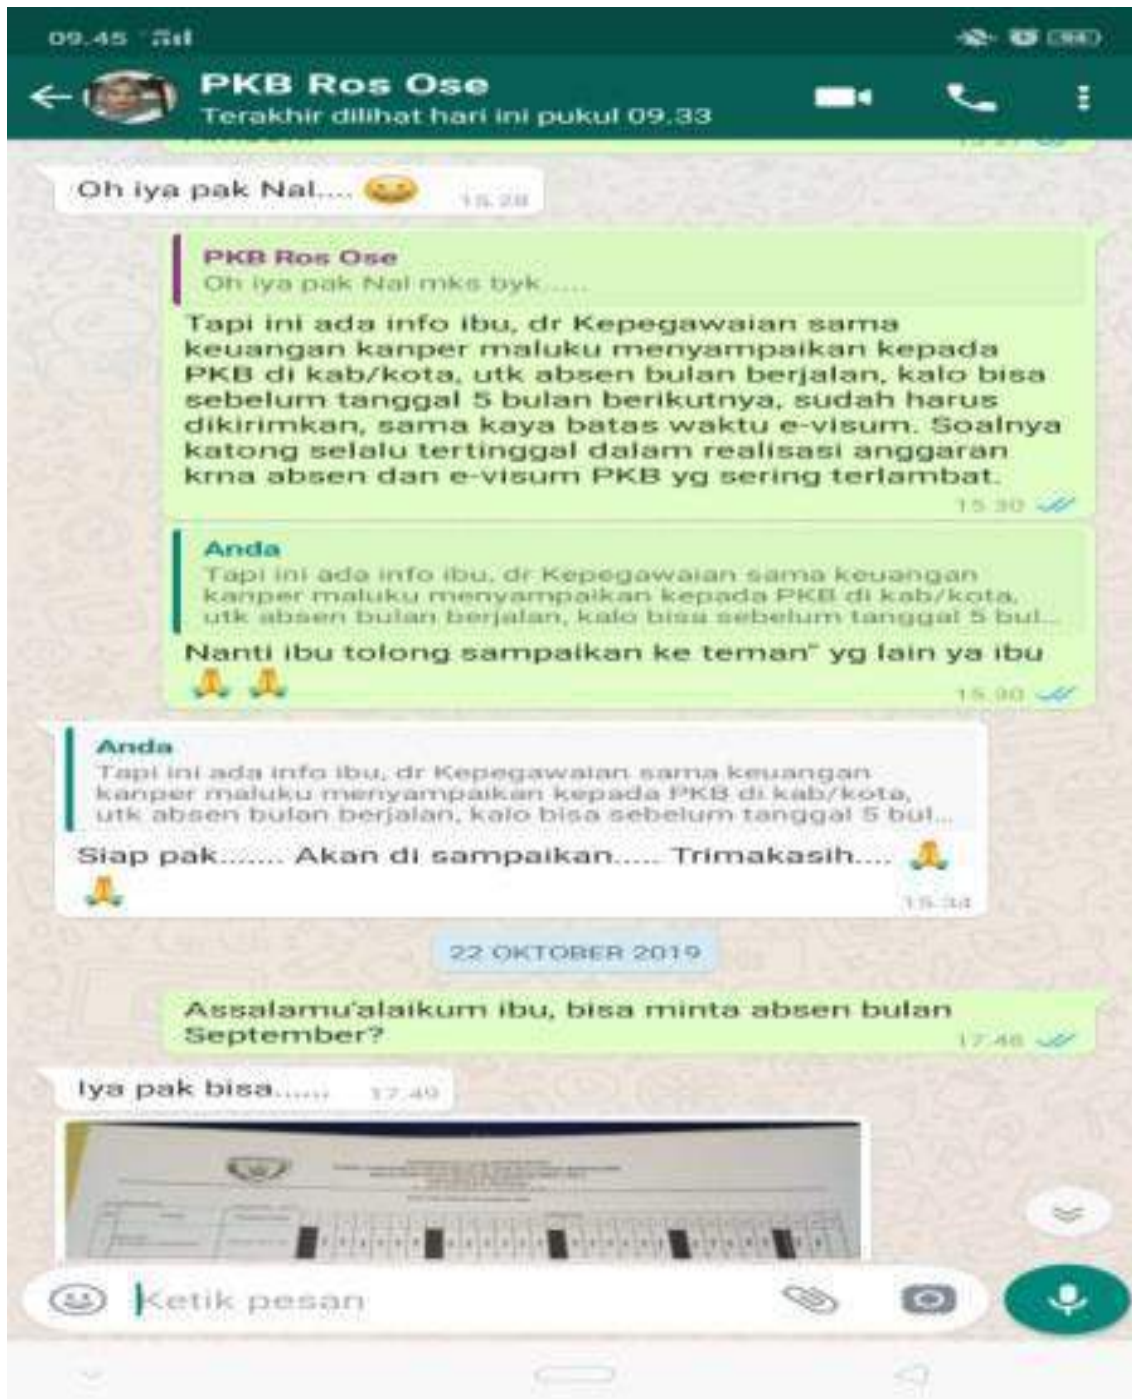 09.45
PKB Ros Ose
Terakhir dilihat hari ini pukul 09.33
Oh iya pak Nal.... 😀 15.28
PKB Ros Ose
Oh iya pak Nal mks byk.....
Tapi ini ada info ibu, dr Kepegawaian sama
keuangan kanper maluku menyampaikan kepada
PKB di kab/kota, utk absen bulan berjalan, kalo bisa
sebelum tanggal 5 bulan berikutnya, sudah harus
dikirimkan, sama kaya batas waktu e-visum. Soalnya
katong selalu tertinggal dalam realisasi anggaran
krna absen dan e-visum PKB yg sering terlambat.
15.30
Anda
Tapi ini ada info ibu, dr Kepegawaian sama keuangan
kanper maluku menyampaikan kepada PKB di kab/kota,
utk absen bulan berjalan, kalo bisa sebelum tanggal 5 bul...
Nanti ibu tolong sampaikan ke teman" yg lain ya ibu
🙏 🙏 15.30
Anda
Tapi ini ada info ibu, dr Kepegawaian sama keuangan
kanper maluku menyampaikan kepada PKB di kab/kota,
utk absen bulan berjalan, kalo bisa sebelum tanggal 5 bul...
Siap pak....... Akan di sampaikan..... Trimakasih.... 🙏
🙏 15.34
22 OKTOBER 2019
Assalamu'alaikum ibu, bisa minta absen bulan
September? 17.48
Iya pak bisa...... 17.49
Ketik pesan